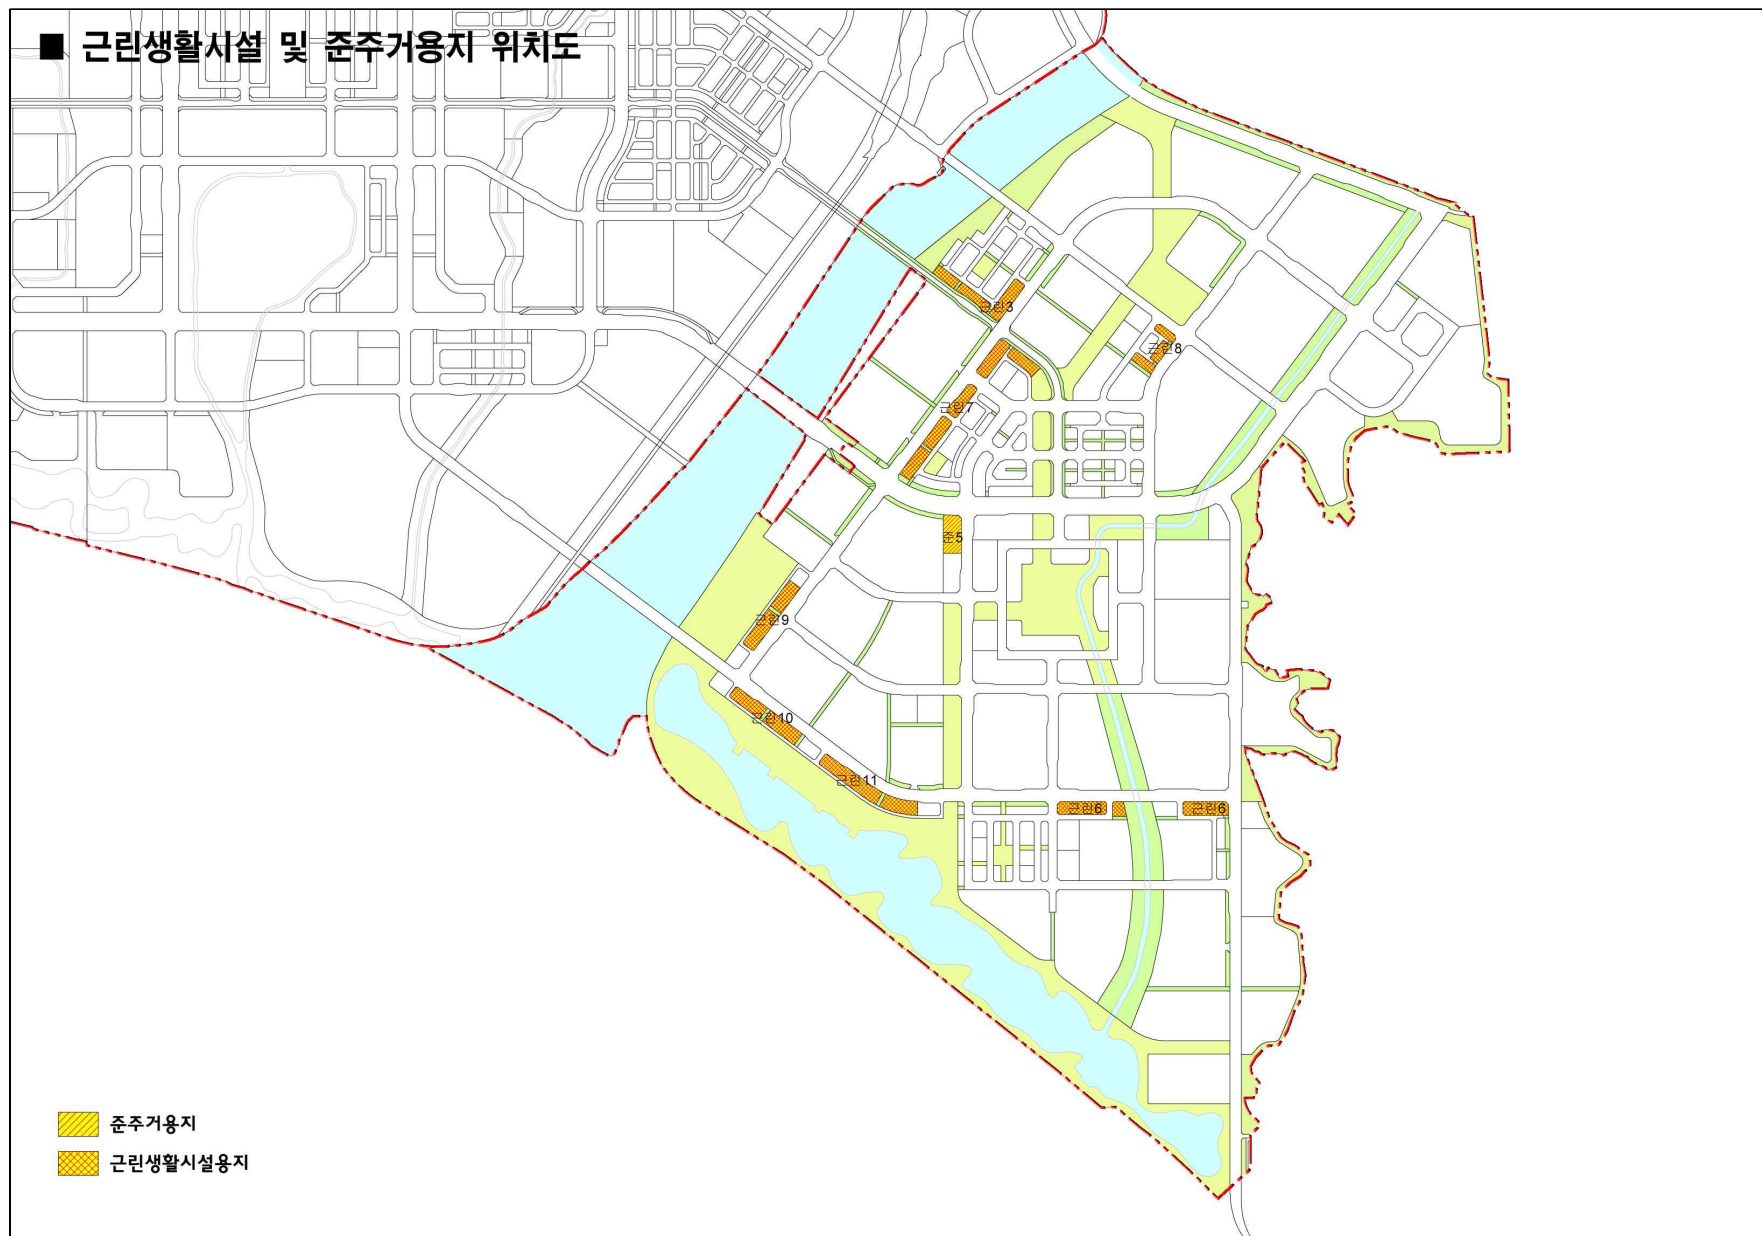 ■ 근린생활시설 및 준주거용지 위치도
근린3
근린8
근린7
준5
근린9
근린10
근린11
근린6
근린6
준주거용지
근린생활시설용지